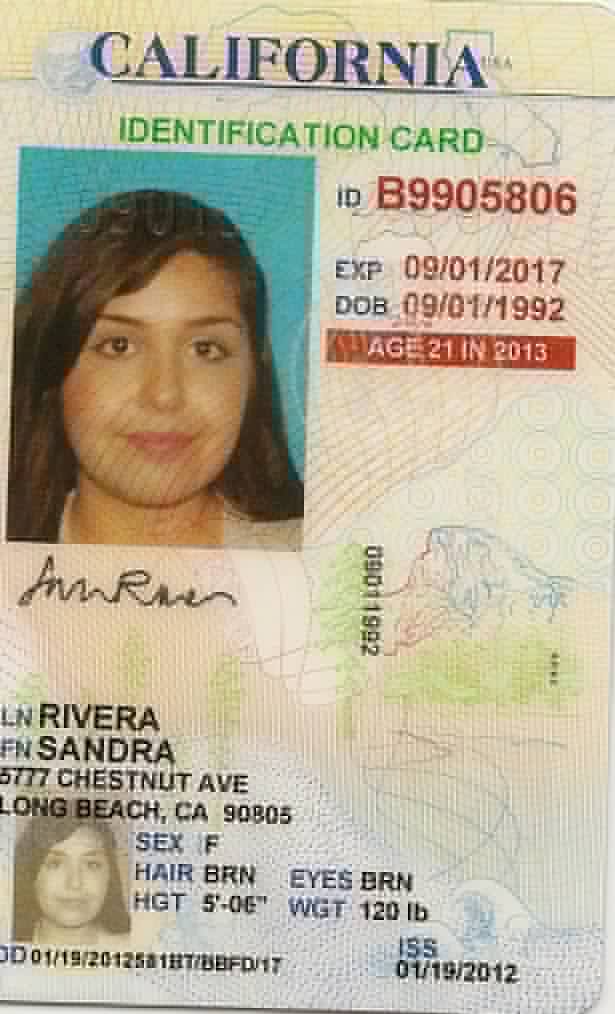 CALIFORNIA
USA
IDENTIFICATION CARD
ID B9905806
EXP 09/01/2017
DOB 09/01/1992
AGE 21 IN 2013
09011992
LN RIVERA
FN SANDRA
5777 CHESTNUT AVE
LONG BEACH, CA 90805
SEX F
HAIR BRN EYES BRN
HGT 5'-06" WGT 120 lb
DD 01/19/2012581BT/BBFD/17
ISS
01/19/2012